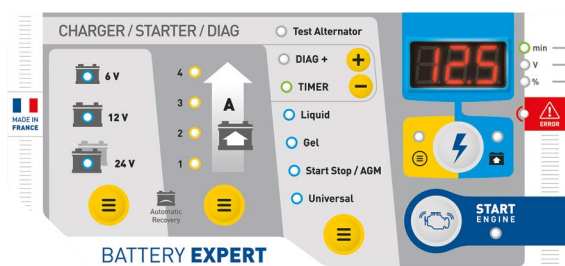 CHARGER / STARTER / DIAG
Test Alternator
DIAG +
TIMER
6 V
12 V
24 V
4
3
2
1
A
Automatic
Recovery
Liquid
Gel
Start Stop / AGM
Universal
12.5
min
V
%
ERROR
MADE IN
FRANCE
START
ENGINE
BATTERY EXPERT